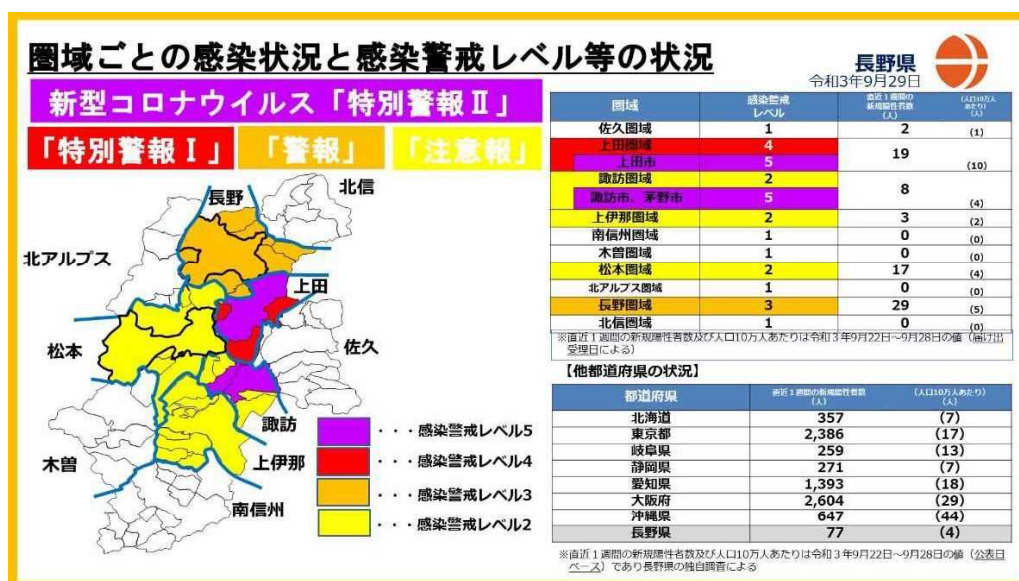 圏域ごとの感染状況と感染警戒レベル等の状況
長野県
令和3年9月29日
新型コロナウイルス「特別警報Ⅱ」
「特別警報Ⅰ」
「警報」
「注意報」
北信
長野
北アルプス
上田
松本
佐久
諏訪
木曽
上伊那
南信州
・・・感染警戒レベル5
・・・感染警戒レベル4
・・・感染警戒レベル3
・・・感染警戒レベル2
圏域 感染警戒レベル 直近1週間の新規陽性者数(人) (人口10万人あたり)(人)
佐久圏域 1 2 (1)
上田圏域 4 19 (10)
上田市 5
諏訪圏域 2 8 (4)
諏訪市、茅野市 5
上伊那圏域 2 3 (2)
南信州圏域 1 0 (0)
木曽圏域 1 0 (0)
松本圏域 2 17 (4)
北アルプス圏域 1 0 (0)
長野圏域 3 29 (5)
北信圏域 1 0 (0)
※直近1週間の新規陽性者数及び人口10万人あたりは令和3年9月22日~9月28日の値(届け出
受理日による)
【他都道府県の状況】
都道府県 直近1週間の新規陽性者数(人) (人口10万人あたり)(人)
北海道 357 (7)
東京都 2,386 (17)
岐阜県 259 (13)
静岡県 271 (7)
愛知県 1,393 (18)
大阪府 2,604 (29)
沖縄県 647 (44)
長野県 77 (4)
※直近1週間の新規陽性者数及び人口10万人あたりは令和3年9月22日~9月28日の値(公表日
ベース)であり長野県の独自調査による